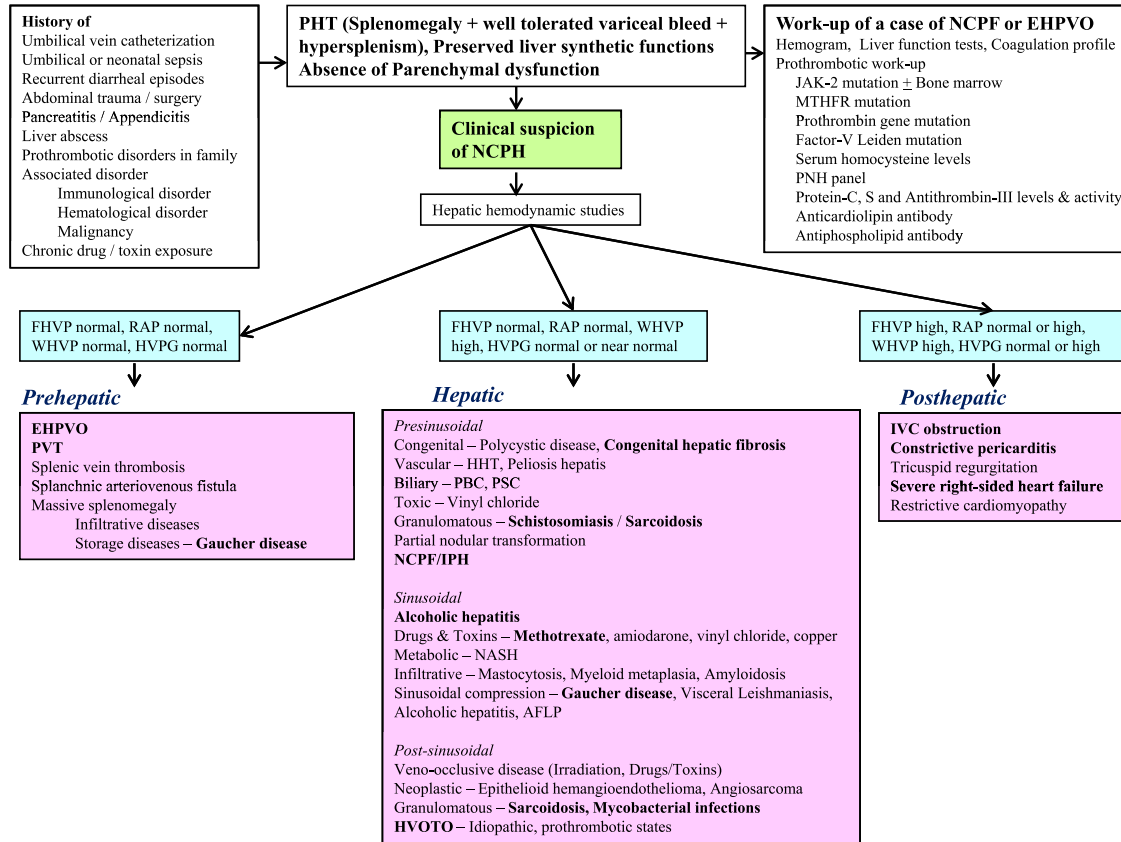 History of
Umbilical vein catheterization
Umbilical or neonatal sepsis
Recurrent diarrheal episodes
Abdominal trauma / surgery
Pancreatitis / Appendicitis
Liver abscess
Prothrombotic disorders in family
Associated disorder
Immunological disorder
Hematological disorder
Malignancy
Chronic drug / toxin exposure
PHT (Splenomegaly + well tolerated variceal bleed +
hypersplenism), Preserved liver synthetic functions
Absence of Parenchymal dysfunction
Work-up of a case of NCPF or EHPVO
Hemogram, Liver function tests, Coagulation profile
Prothrombotic work-up
JAK-2 mutation ± Bone marrow
MTHFR mutation
Prothrombin gene mutation
Factor-V Leiden mutation
Serum homocysteine levels
PNH panel
Protein-C, S and Antithrombin-III levels & activity
Anticardiolipin antibody
Antiphospholipid antibody
Clinical suspicion
of NCPH
Hepatic hemodynamic studies
FHVP normal, RAP normal,
WHVP normal, HVPG normal
FHVP normal, RAP normal, WHVP
high, HVPG normal or near normal
FHVP high, RAP normal or high,
WHVP high, HVPG normal or high
Prehepatic
EHPVO
PVT
Splenic vein thrombosis
Splanchnic arteriovenous fistula
Massive splenomegaly
Infiltrative diseases
Storage diseases – Gaucher disease
Hepatic
Presinusoidal
Congenital – Polycystic disease, Congenital hepatic fibrosis
Vascular – HHT, Peliosis hepatis
Biliary – PBC, PSC
Toxic – Vinyl chloride
Granulomatous – Schistosomiasis / Sarcoidosis
Partial nodular transformation
NCPF/IPH
Sinusoidal
Alcoholic hepatitis
Drugs & Toxins – Methotrexate, amiodarone, vinyl chloride, copper
Metabolic – NASH
Infiltrative – Mastocytosis, Myeloid metaplasia, Amyloidosis
Sinusoidal compression – Gaucher disease, Visceral Leishmaniasis,
Alcoholic hepatitis, AFLP
Post-sinusoidal
Veno-occlusive disease (Irradiation, Drugs/Toxins)
Neoplastic – Epithelioid hemangioendothelioma, Angiosarcoma
Granulomatous – Sarcoidosis, Mycobacterial infections
HVOTO – Idiopathic, prothrombotic states
Posthepatic
IVC obstruction
Constrictive pericarditis
Tricuspid regurgitation
Severe right-sided heart failure
Restrictive cardiomyopathy